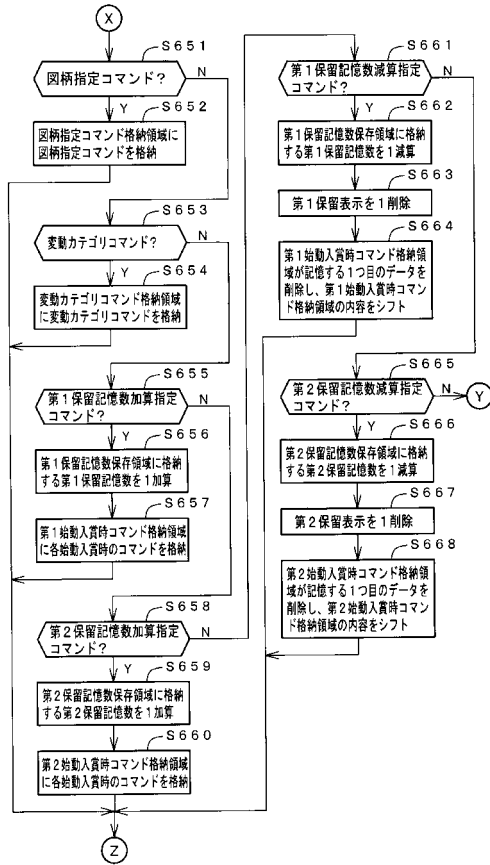 X
S651
図柄指定コマンド?
N
Y
S652
図柄指定コマンド格納領域に
図柄指定コマンドを格納
S653
変動カテゴリコマンド?
N
Y
S654
変動カテゴリコマンド格納領域
に変動カテゴリコマンドを格納
S655
第1保留記憶数加算指定
コマンド?
N
Y
S656
第1保留記憶数保存領域に格納
する第1保留記憶数を1加算
S657
第1始動入賞時コマンド格納領域
に各始動入賞時のコマンドを格納
S658
第2保留記憶数加算指定
コマンド?
N
Y
S659
第2保留記憶数保存領域に格納
する第2保留記憶数を1加算
S660
第2始動入賞時コマンド格納領域
に各始動入賞時のコマンドを格納
Z
S661
第1保留記憶数減算指定
コマンド?
N
Y
S662
第1保留記憶数保存領域に格納
する第1保留記憶数を1減算
S663
第1保留表示を1削除
S664
第1始動入賞時コマンド格納領
域が記憶する1つ目のデータを
削除し、第1始動入賞時コマン
ド格納領域の内容をシフト
S665
第2保留記憶数減算指定
コマンド?
N
Y
Y
S666
第2保留記憶数保存領域に格納
する第2保留記憶数を1減算
S667
第2保留表示を1削除
S668
第2始動入賞時コマンド格納領
域が記憶する1つ目のデータを
削除し、第2始動入賞時コマン
ド格納領域の内容をシフト